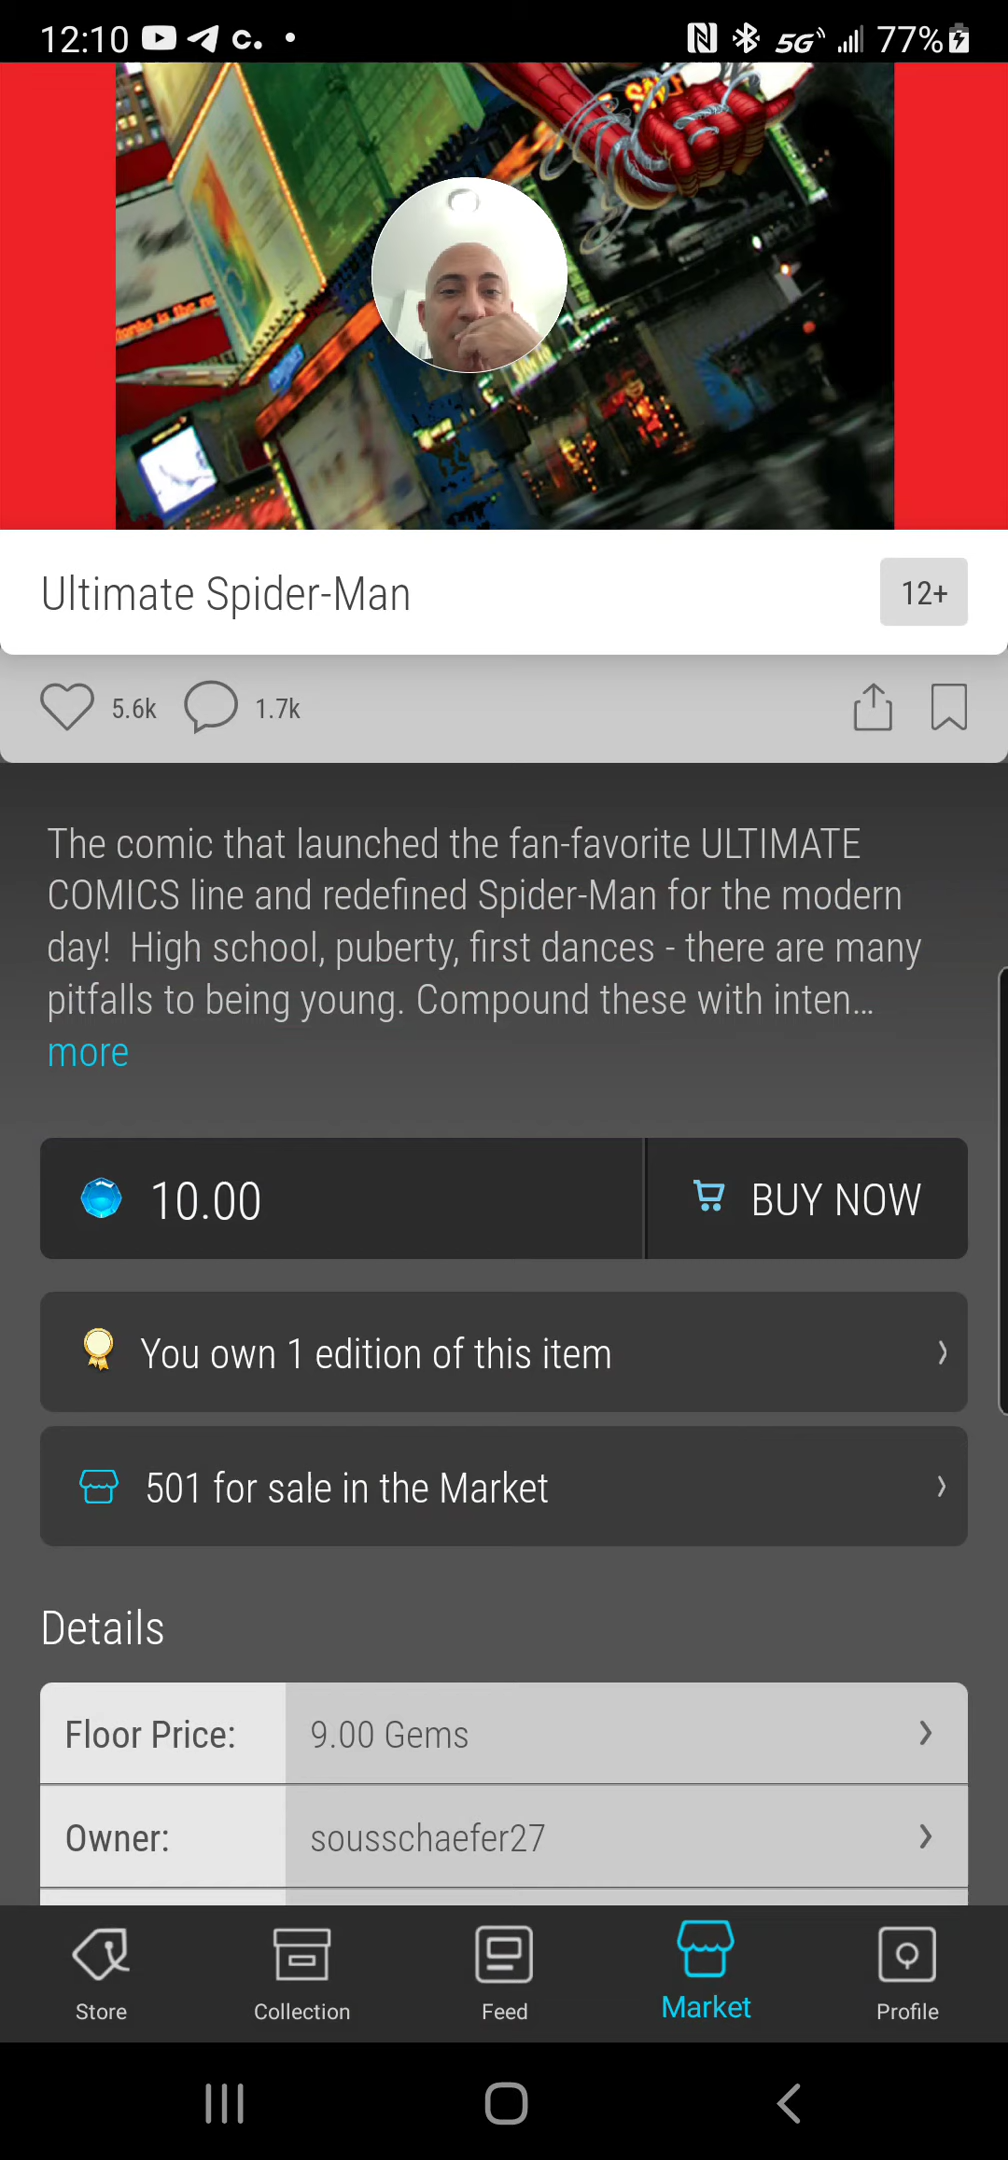 12:10 5G 77%
Ultimate Spider-Man 12+
5.6k 1.7k
The comic that launched the fan-favorite ULTIMATE
COMICS line and redefined Spider-Man for the modern
day!  High school, puberty, first dances - there are many
pitfalls to being young. Compound these with inten...
more
10.00 BUY NOW
You own 1 edition of this item
501 for sale in the Market
Details
Floor Price: 9.00 Gems
Owner: sousschaefer27
Store Collection Feed Market Profile